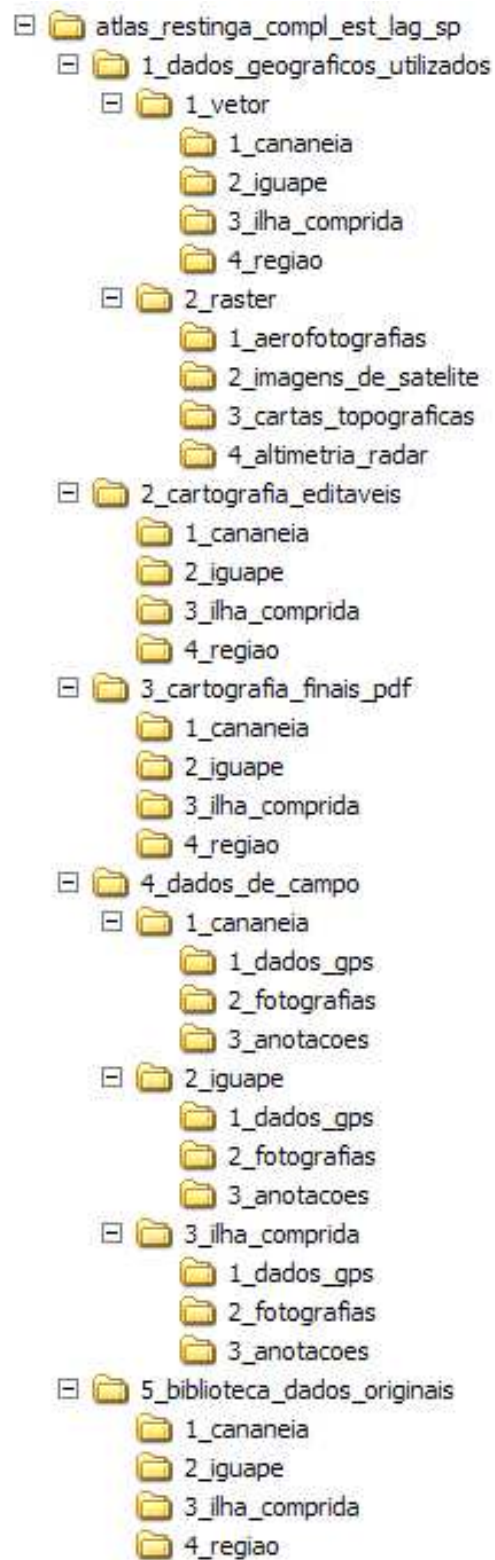 atlas_restinga_compl_est_lag_sp
1_dados_geograficos_utilizados
1_vetor
1_cananeia
2_iguape
3_ilha_comprida
4_regiao
2_raster
1_aerofotografias
2_imagens_de_satelite
3_cartas_topograficas
4_altimetria_radar
2_cartografia_editaveis
1_cananeia
2_iguape
3_ilha_comprida
4_regiao
3_cartografia_finais_pdf
1_cananeia
2_iguape
3_ilha_comprida
4_regiao
4_dados_de_campo
1_cananeia
1_dados_gps
2_fotografias
3_anotacoes
2_iguape
1_dados_gps
2_fotografias
3_anotacoes
3_ilha_comprida
1_dados_gps
2_fotografias
3_anotacoes
5_biblioteca_dados_originais
1_cananeia
2_iguape
3_ilha_comprida
4_regiao